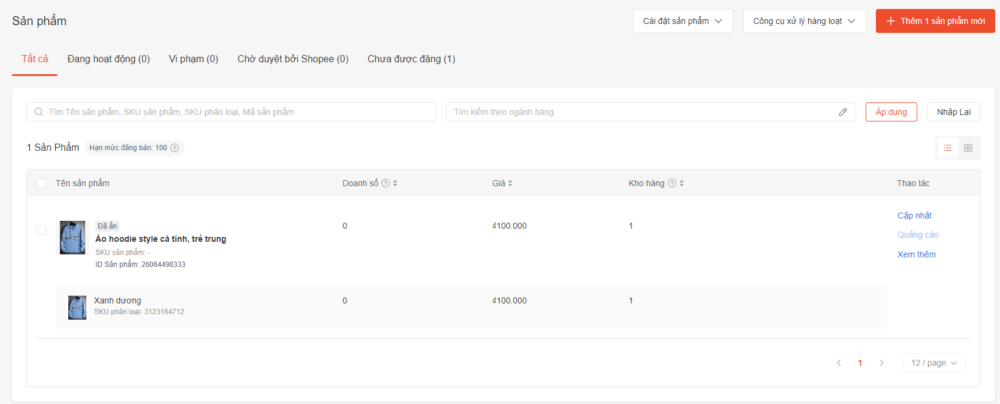 Sản phẩm
Cài đặt sản phẩm
Công cụ xử lý hàng loạt
Thêm 1 sản phẩm mới
Tất cả
Đang hoạt động (0)
Vi phạm (0)
Chờ duyệt bởi Shopee (0)
Chưa được đăng (1)
Tìm Tên sản phẩm, SKU sản phẩm, SKU phân loại, Mã sản phẩm
Tìm kiếm theo ngành hàng
Áp dụng
Nhập Lại
1 Sản Phẩm
Hạn mức đăng bán: 100
Tên sản phẩm
Doanh số
Giá
Kho hàng
Thao tác
Đã ẩn
Áo hoodie style cá tính, trẻ trung
SKU sản phẩm: -
ID Sản phẩm: 26064498333
0
₫100.000
1
Cập nhật
Quảng cáo
Xem thêm
Xanh dương
SKU phân loại: 3123164712
0
₫100.000
1
1
12 / page